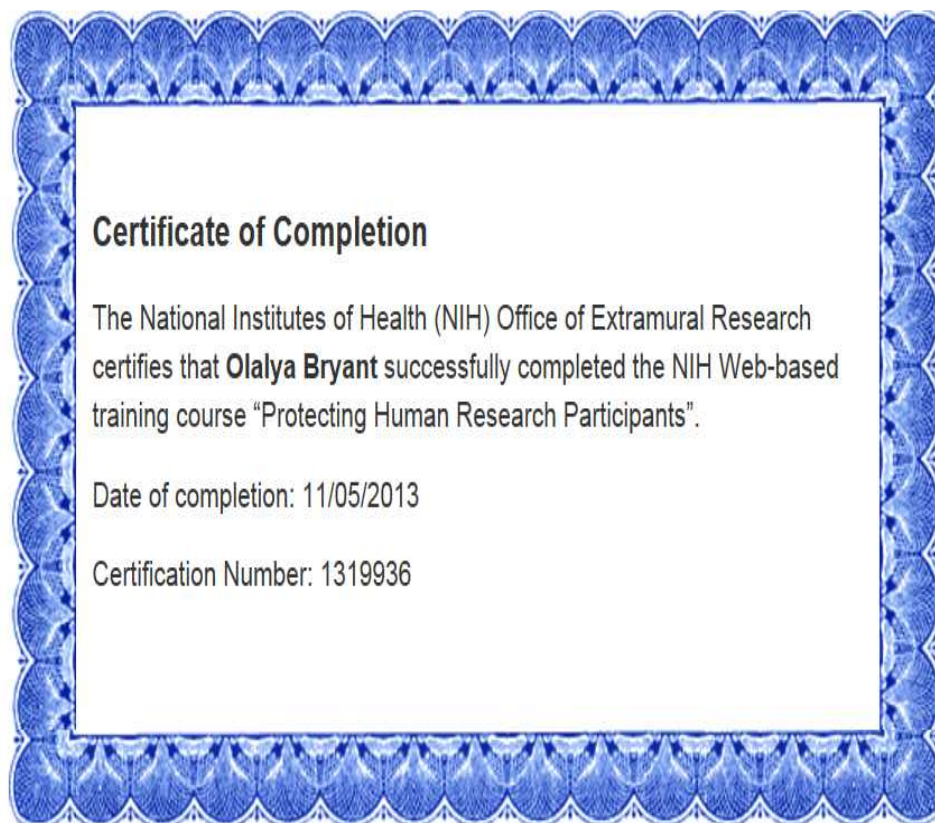 Certificate of Completion
The National Institutes of Health (NIH) Office of Extramural Research
certifies that Olalya Bryant successfully completed the NIH Web-based
training course “Protecting Human Research Participants”.
Date of completion: 11/05/2013
Certification Number: 1319936